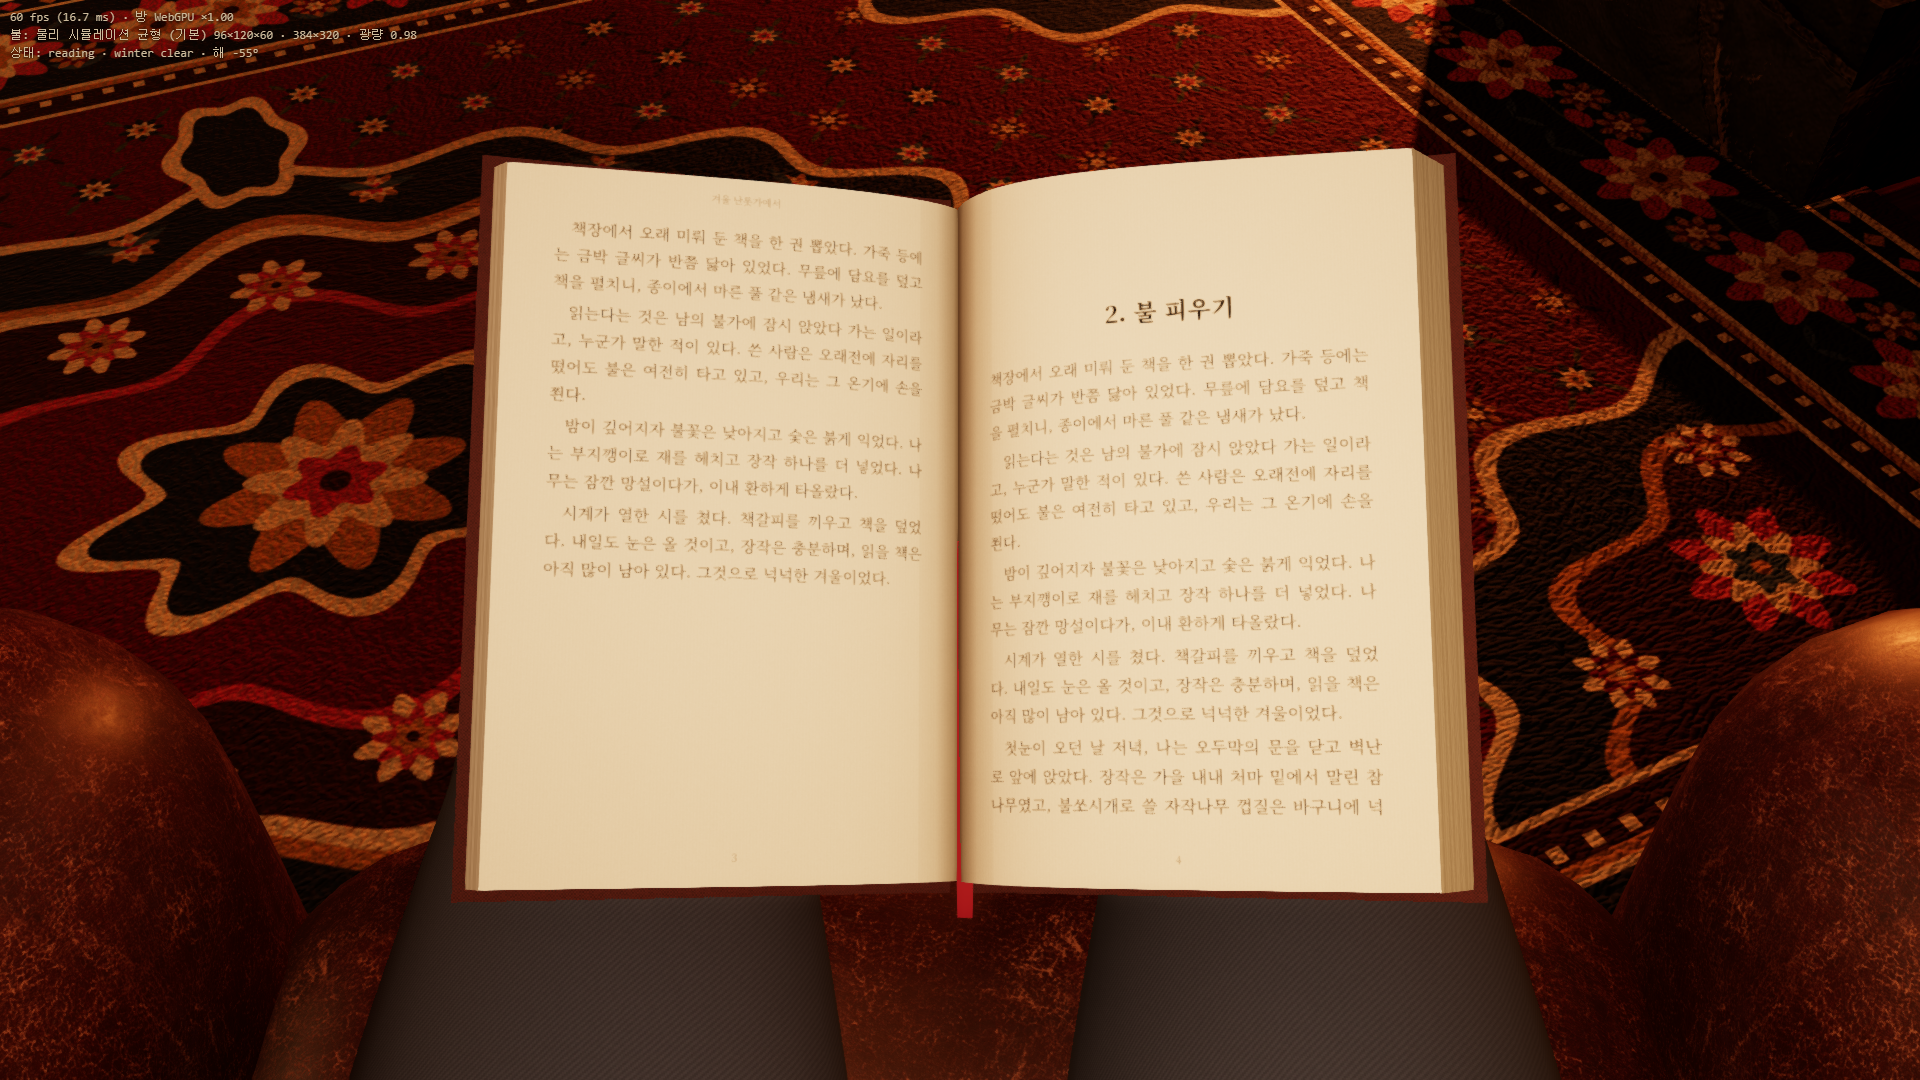 60 fps (16.7 ms) · 방 WebGPU ×1.00
불: 물리 시뮬레이션 균형 (기본) 96×120×60 · 384×320 · 광량 0.98
상태: reading · winter clear · 해 -55°
겨울 난롯가에서
책장에서 오래 미뤄 둔 책을 한 권 뽑았다. 가죽 등에
는 금박 글씨가 반쯤 닳아 있었다. 무릎에 담요를 덮고
책을 펼치니, 종이에서 마른 풀 같은 냄새가 났다.
읽는다는 것은 남의 불가에 잠시 앉았다 가는 일이라
고, 누군가 말한 적이 있다. 쓴 사람은 오래전에 자리를
떴어도 불은 여전히 타고 있고, 우리는 그 온기에 손을
쬔다.
밤이 깊어지자 불꽃은 낮아지고 숯은 붉게 익었다. 나
는 부지깽이로 재를 헤치고 장작 하나를 더 넣었다. 나
무는 잠깐 망설이다가, 이내 환하게 타올랐다.
시계가 열한 시를 쳤다. 책갈피를 끼우고 책을 덮었
다. 내일도 눈은 올 것이고, 장작은 충분하며, 읽을 책은
아직 많이 남아 있다. 그것으로 넉넉한 겨울이었다.
3
2. 불 피우기
책장에서 오래 미뤄 둔 책을 한 권 뽑았다. 가죽 등에는
금박 글씨가 반쯤 닳아 있었다. 무릎에 담요를 덮고 책
을 펼치니, 종이에서 마른 풀 같은 냄새가 났다.
읽는다는 것은 남의 불가에 잠시 앉았다 가는 일이라
고, 누군가 말한 적이 있다. 쓴 사람은 오래전에 자리를
떴어도 불은 여전히 타고 있고, 우리는 그 온기에 손을
쬔다.
밤이 깊어지자 불꽃은 낮아지고 숯은 붉게 익었다. 나
는 부지깽이로 재를 헤치고 장작 하나를 더 넣었다. 나
무는 잠깐 망설이다가, 이내 환하게 타올랐다.
시계가 열한 시를 쳤다. 책갈피를 끼우고 책을 덮었
다. 내일도 눈은 올 것이고, 장작은 충분하며, 읽을 책은
아직 많이 남아 있다. 그것으로 넉넉한 겨울이었다.
첫눈이 오던 날 저녁, 나는 오두막의 문을 닫고 벽난
로 앞에 앉았다. 장작은 가을 내내 처마 밑에서 말린 참
나무였고, 불쏘시개로 쓸 자작나무 껍질은 바구니에 넉
4